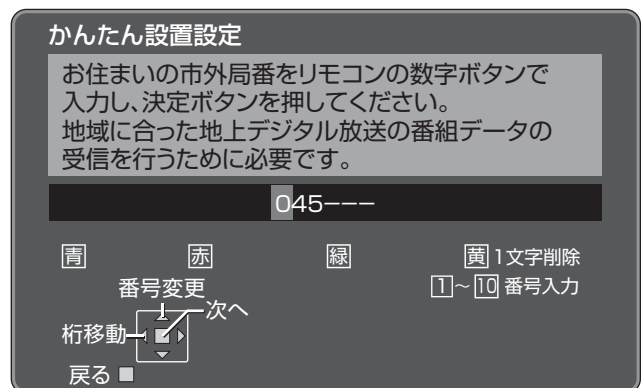 かんたん設置設定
お住まいの市外局番をリモコンの数字ボタンで
入力し、決定ボタンを押してください。
地域に合った地上デジタル放送の番組データの
受信を行うために必要です。
045−−−
青 赤 緑 黄 1文字削除
番号変更 1～10 番号入力
次へ
桁移動
戻る